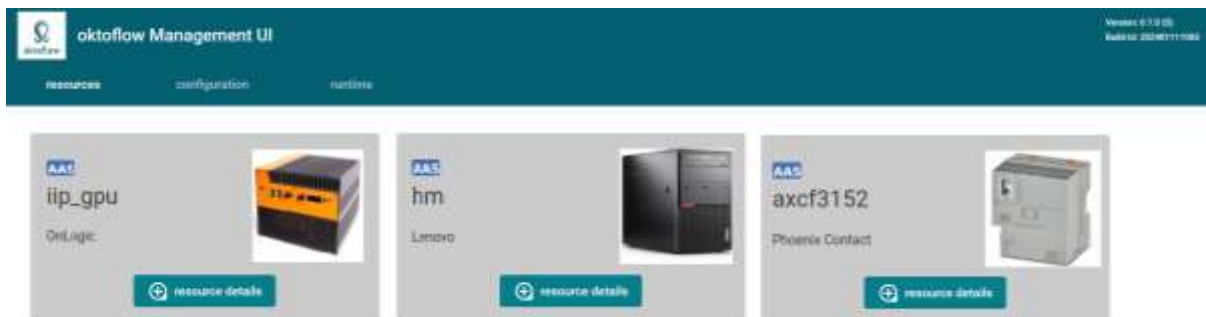 oktoflow
oktoflow Management UI
resources configuration runtime
AAS
iip_gpu
OnLogic
resource details
AAS
hm
Lenovo
resource details
AAS
axcf3152
Phoenix Contact
resource details